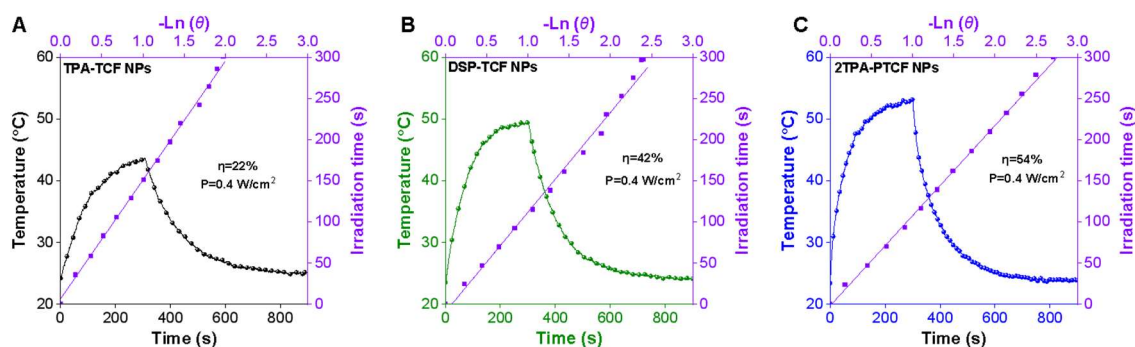 A
-Ln (θ)
0.0 0.5 1.0 1.5 2.0 2.5 3.0
TPA-TCF NPs
η=22%
P=0.4 W/cm²
Temperature (°C)
60
50
40
30
20
Irradiation time (s)
300
250
200
150
100
50
0
0 200 400 600 800
Time (s)
B
-Ln (θ)
0.0 0.5 1.0 1.5 2.0 2.5 3.0
DSP-TCF NPs
η=42%
P=0.4 W/cm²
Temperature (°C)
60
50
40
30
20
Irradiation time (s)
300
250
200
150
100
50
0
0 200 400 600 800
Time (s)
C
-Ln (θ)
0.0 0.5 1.0 1.5 2.0 2.5 3.0
2TPA-PTCF NPs
η=54%
P=0.4 W/cm²
Temperature (°C)
60
50
40
30
20
Irradiation time (s)
300
250
200
150
100
50
0
0 200 400 600 800
Time (s)